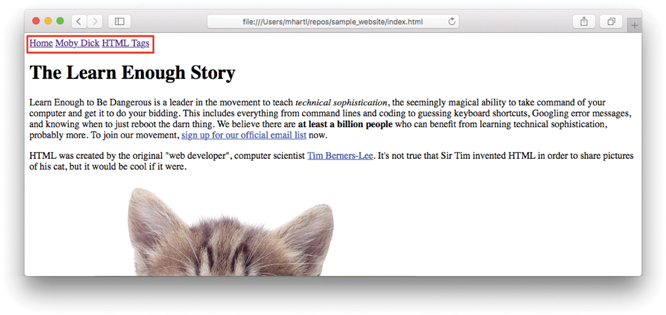 file:///Users/mhartl/repos/sample_website/index.html
Home Moby Dick HTML Tags
The Learn Enough Story
Learn Enough to Be Dangerous is a leader in the movement to teach technical sophistication, the seemingly magical ability to take command of your
computer and get it to do your bidding. This includes everything from command lines and coding to guessing keyboard shortcuts, Googling error messages,
and knowing when to just reboot the darn thing. We believe there are at least a billion people who can benefit from learning technical sophistication,
probably more. To join our movement, sign up for our official email list now.
HTML was created by the original "web developer", computer scientist Tim Berners-Lee. It's not true that Sir Tim invented HTML in order to share pictures
of his cat, but it would be cool if it were.